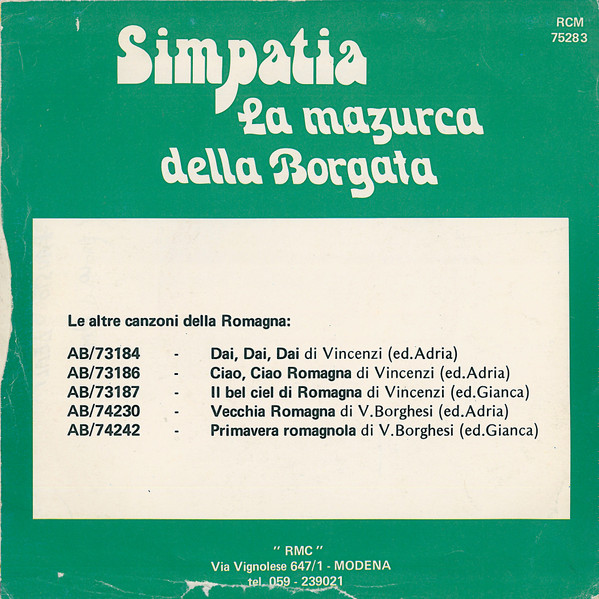 RCM
75283
Simpatia
La mazurca
della Borgata
Le altre canzoni della Romagna:
AB/73184 - Dai, Dai, Dai di Vincenzi (ed.Adria)
AB/73186 - Ciao, Ciao Romagna di Vincenzi (ed.Adria)
AB/73187 - Il bel ciel di Romagna di Vincenzi (ed.Gianca)
AB/74230 - Vecchia Romagna di V.Borghesi (ed.Adria)
AB/74242 - Primavera romagnola di V.Borghesi (ed.Gianca)
" RMC "
Via Vignolese 647/1 - MODENA
tel. 059 - 239021